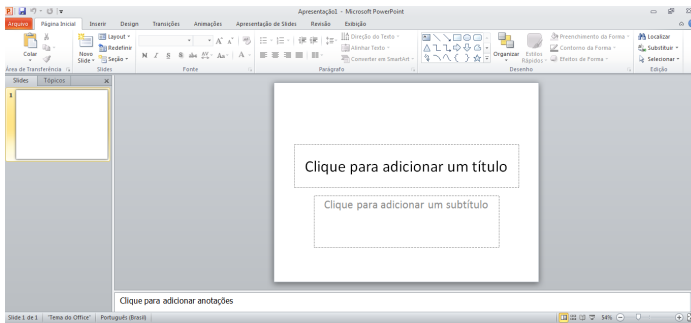 Apresentação1 - Microsoft PowerPoint
Arquivo Página Inicial Inserir Design Transições Animações Apresentação de Slides Revisão Exibição
Colar
Novo Slide
Layout
Redefinir
Seção
N I S abc AV Aa A
Direção do Texto
Alinhar Texto
Converter em SmartArt
Organizar
Estilos Rápidos
Preenchimento da Forma
Contorno da Forma
Efeitos de Forma
Localizar
Substituir
Selecionar
Área de Transferência Slides Fonte Parágrafo Desenho Edição
Slides Tópicos
1
Clique para adicionar um título
Clique para adicionar um subtítulo
Clique para adicionar anotações
Slide 1 de 1 "Tema do Office" Português (Brasil) 54%